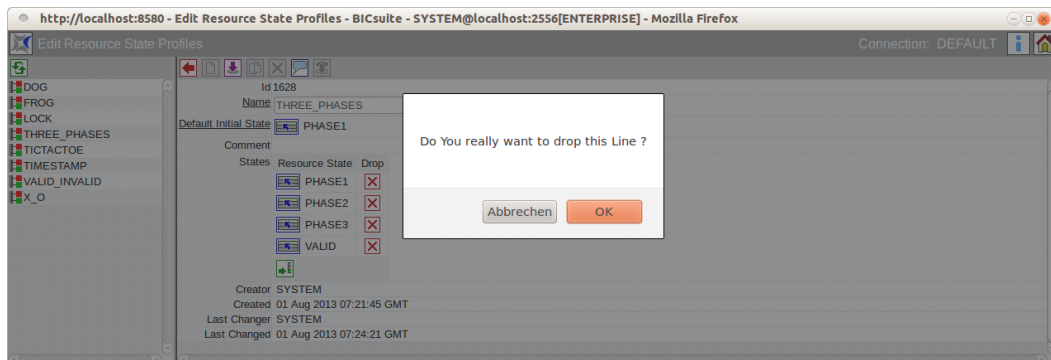 http://localhost:8580 - Edit Resource State Profiles - BICsuite - SYSTEM@localhost:2556[ENTERPRISE] - Mozilla Firefox
Edit Resource State Profiles
Connection: DEFAULT
DOG
FROG
LOCK
THREE_PHASES
TICTACTOE
TIMESTAMP
VALID_INVALID
X_O
Id 1628
Name THREE_PHASES
Default Initial State PHASE1
Comment
States Resource State Drop
PHASE1
PHASE2
PHASE3
VALID
Creator SYSTEM
Created 01 Aug 2013 07:21:45 GMT
Last Changer SYSTEM
Last Changed 01 Aug 2013 07:24:21 GMT
Do You really want to drop this Line ?
Abbrechen OK